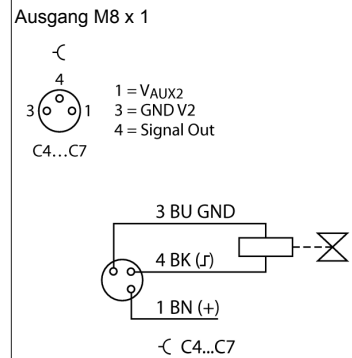 Ausgang M8 x 1
4
3 1
1 = VAUX2
3 = GND V2
4 = Signal Out
C4...C7
3 BU GND
4 BK (⎍)
1 BN (+)
C4...C7